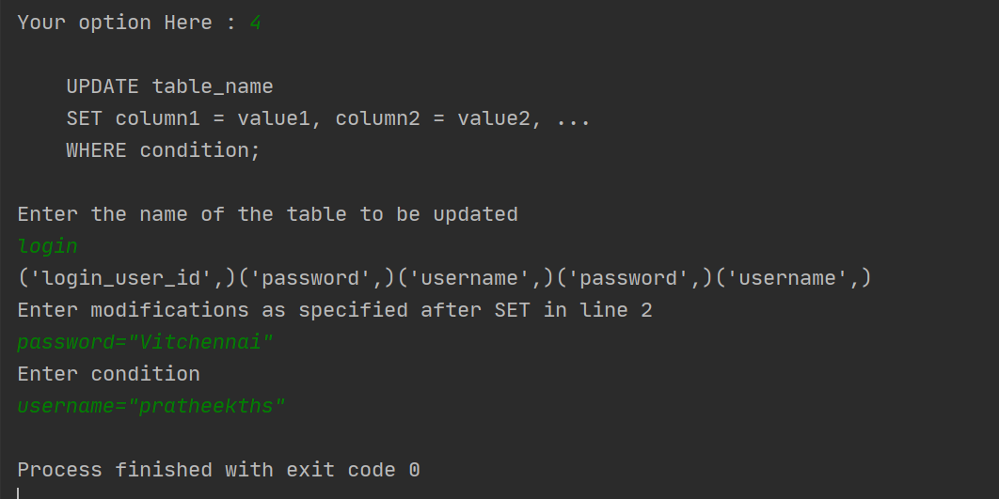 Your option Here : 4
UPDATE table_name
SET column1 = value1, column2 = value2, ...
WHERE condition;
Enter the name of the table to be updated
login
('login_user_id',)('password',)('username',)('password',)('username',)
Enter modifications as specified after SET in line 2
password="Vitchennai"
Enter condition
username="pratheekths"
Process finished with exit code 0